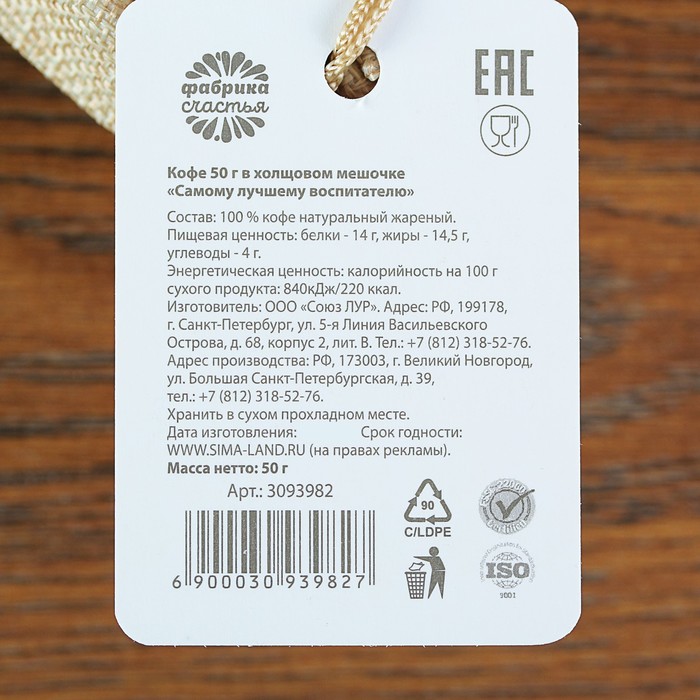 фабрика
счастья
EAC
Кофе 50 г в холщовом мешочке
«Самому лучшему воспитателю»
Состав: 100 % кофе натуральный жареный.
Пищевая ценность: белки - 14 г, жиры - 14,5 г,
углеводы - 4 г.
Энергетическая ценность: калорийность на 100 г
сухого продукта: 840кДж/220 ккал.
Изготовитель: ООО «Союз ЛУР». Адрес: РФ, 199178,
г. Санкт-Петербург, ул. 5-я Линия Васильевского
Острова, д. 68, корпус 2, лит. В. Тел.: +7 (812) 318-52-76.
Адрес производства: РФ, 173003, г. Великий Новгород,
ул. Большая Санкт-Петербургская, д. 39,
тел.: +7 (812) 318-52-76.
Хранить в сухом прохладном месте.
Дата изготовления: Срок годности:
WWW.SIMA-LAND.RU (на правах рекламы).
Масса нетто: 50 г
Арт.: 3093982
6 900030 939827
90
C/LDPE
ISO
9001